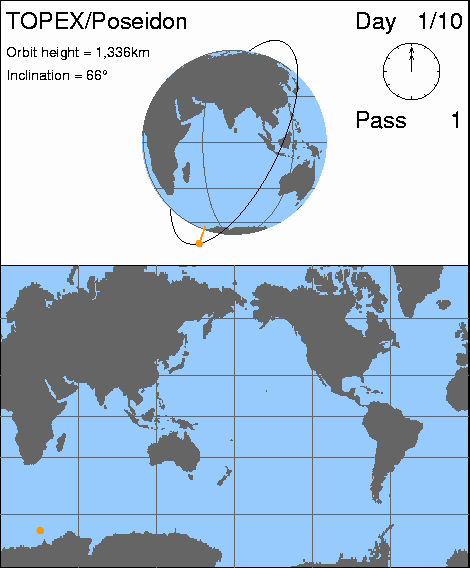 TOPEX/Poseidon
Orbit height = 1,336km
Inclination = 66°
Day 1/10
Pass 1